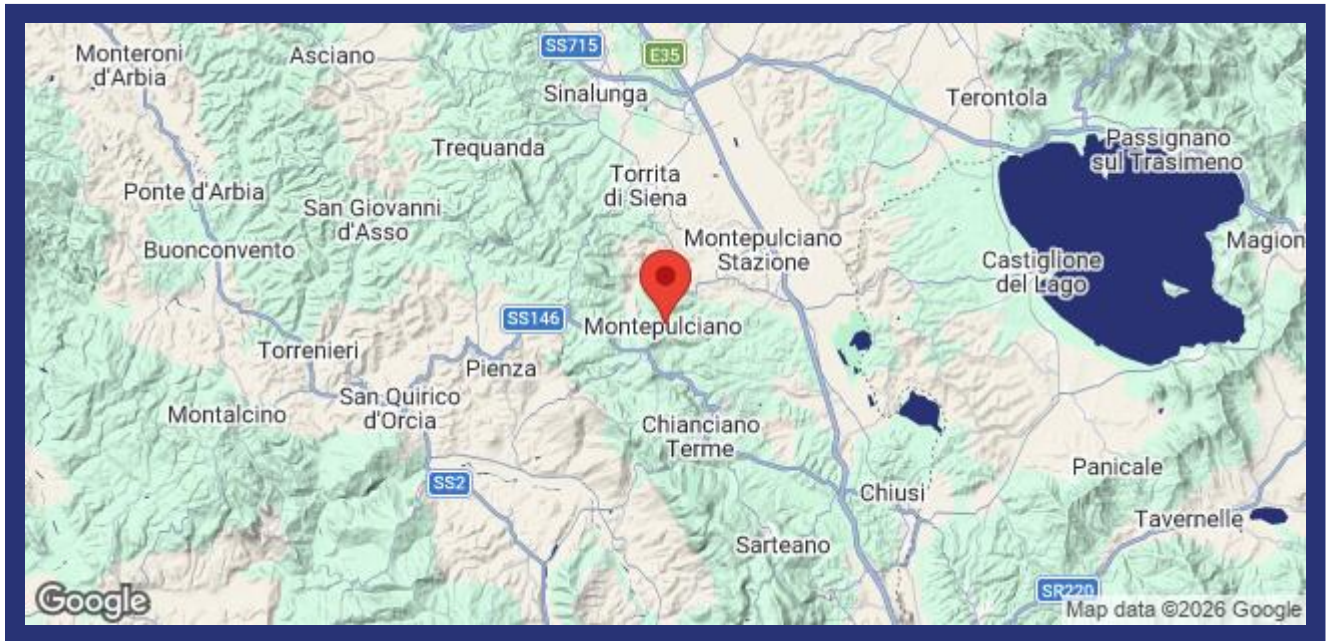 Monteroni
d'Arbia
Asciano
SS715
E35
Sinalunga
Terontola
Passignano
sul Trasimeno
Trequanda
Torrita
di Siena
Ponte d'Arbia
San Giovanni
d'Asso
Buonconvento
Montepulciano
Stazione
Magion
Castiglione
del Lago
SS146
Montepulciano
Torrenieri
Pienza
San Quirico
d'Orcia
Montalcino
Chianciano
Terme
Panicale
SS2
Chiusi
Tavernelle
Sarteano
SR220
Google
Map data ©2026 Google